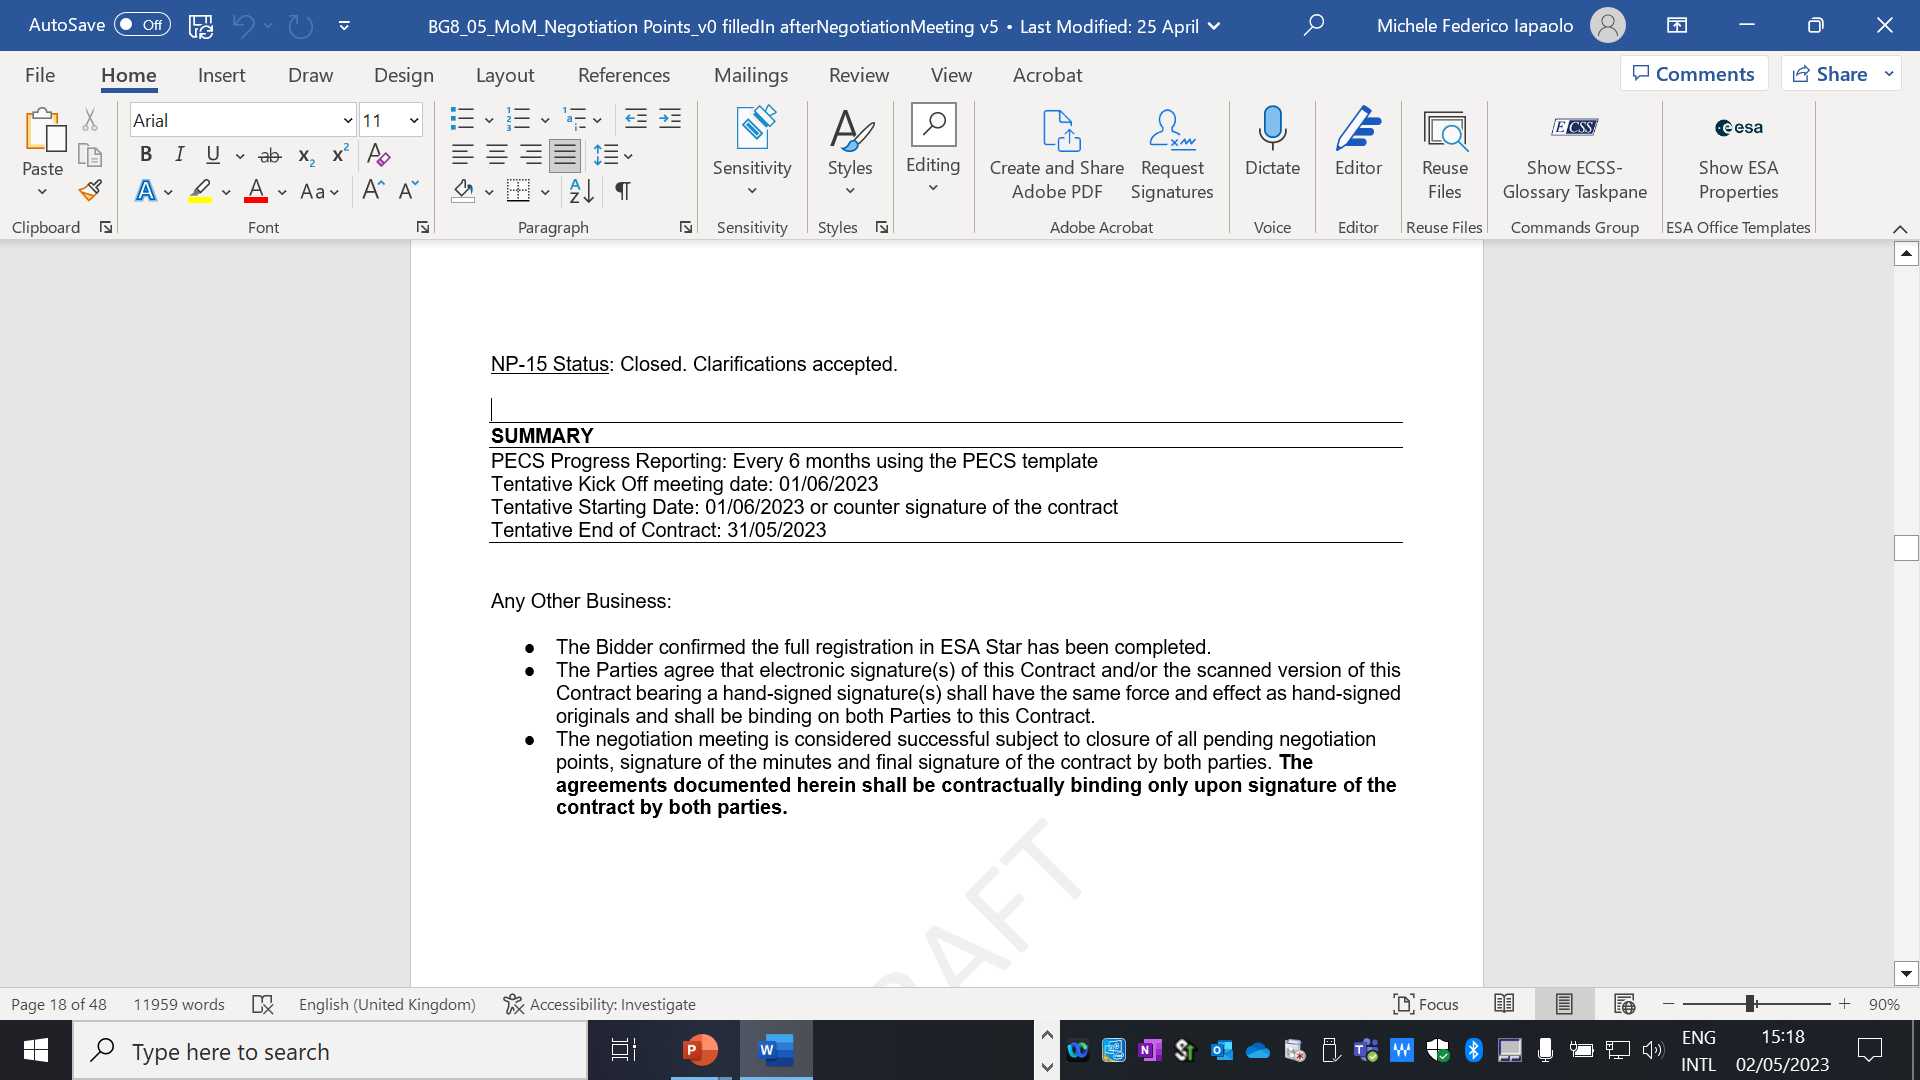 AutoSave Off
BG8_05_MoM_Negotiation Points_v0 filledIn afterNegotiationMeeting v5 • Last Modified: 25 April
Michele Federico Iapaolo
File Home Insert Draw Design Layout References Mailings Review View Acrobat
Comments Share
Arial 11
Paste
B I U ab x2 x2 A
A A Aa A A
Sensitivity
Styles
Editing
Create and Share
Adobe PDF
Request
Signatures
Dictate
Editor
Reuse
Files
ECSS
Show ECSS-
Glossary Taskpane
esa
Show ESA
Properties
Clipboard Font Paragraph Sensitivity Styles Adobe Acrobat Voice Editor Reuse Files Commands Group ESA Office Templates
NP-15 Status: Closed. Clarifications accepted.
SUMMARY
PECS Progress Reporting: Every 6 months using the PECS template
Tentative Kick Off meeting date: 01/06/2023
Tentative Starting Date: 01/06/2023 or counter signature of the contract
Tentative End of Contract: 31/05/2023
Any Other Business:
● The Bidder confirmed the full registration in ESA Star has been completed.
● The Parties agree that electronic signature(s) of this Contract and/or the scanned version of this
Contract bearing a hand-signed signature(s) shall have the same force and effect as hand-signed
originals and shall be binding on both Parties to this Contract.
● The negotiation meeting is considered successful subject to closure of all pending negotiation
points, signature of the minutes and final signature of the contract by both parties. The
agreements documented herein shall be contractually binding only upon signature of the
contract by both parties.
RAFT
Page 18 of 48 11959 words English (United Kingdom) Accessibility: Investigate
Focus 90%
Type here to search
P W
ENG
INTL
15:18
02/05/2023